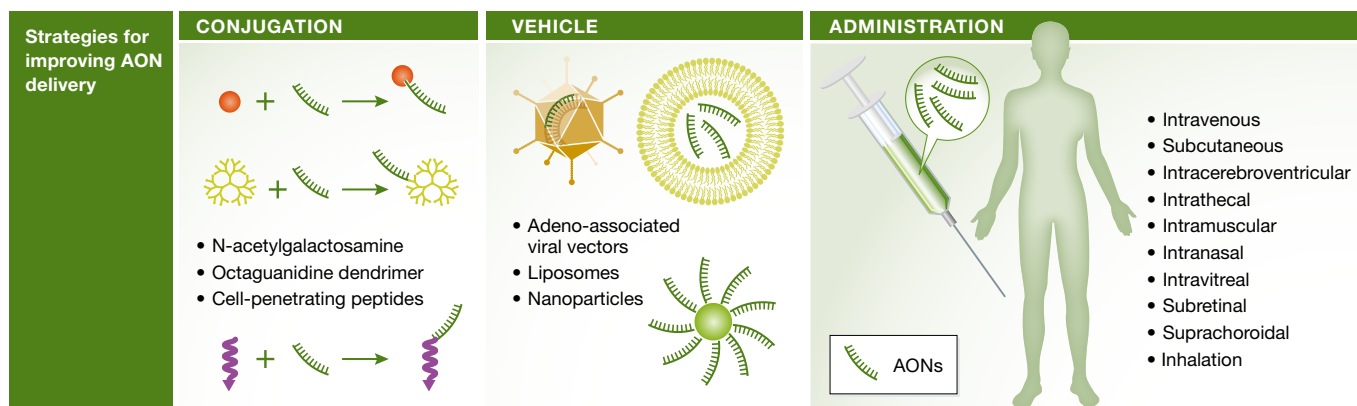 Strategies for
improving AON
delivery
CONJUGATION
• N-acetylgalactosamine
• Octaguanidine dendrimer
• Cell-penetrating peptides
VEHICLE
• Adeno-associated
viral vectors
• Liposomes
• Nanoparticles
ADMINISTRATION
AONs
• Intravenous
• Subcutaneous
• Intracerebroventricular
• Intrathecal
• Intramuscular
• Intranasal
• Intravitreal
• Subretinal
• Suprachoroidal
• Inhalation